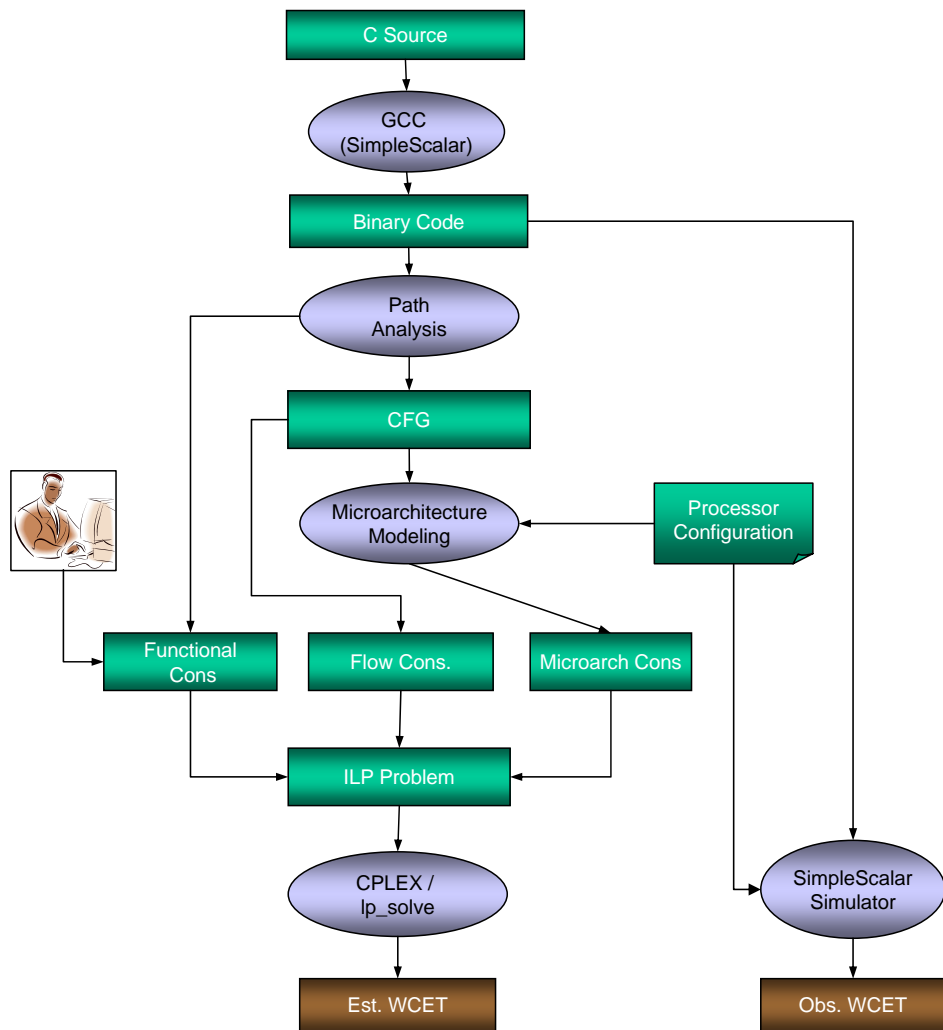 C Source
GCC
(SimpleScalar)
Binary Code
Path
Analysis
CFG
Microarchitecture
Modeling
Processor
Configuration
Functional
Cons
Flow Cons.
Microarch Cons
ILP Problem
CPLEX /
lp_solve
SimpleScalar
Simulator
Est. WCET
Obs. WCET